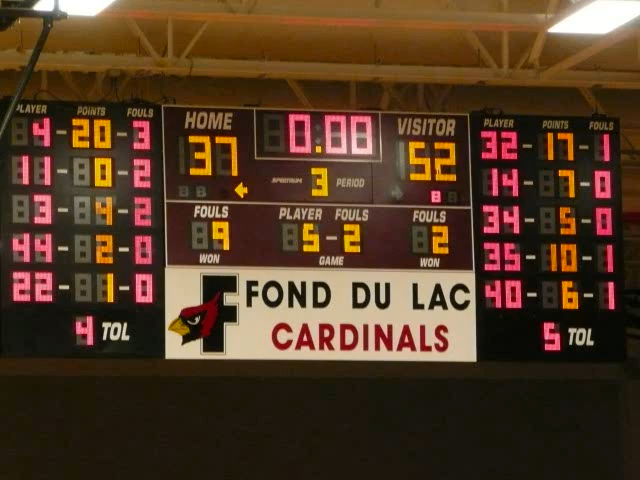 PLAYER POINTS FOULS
4-20-3
11-0-2
3-4-2
44-2-0
22-1-0
4 TOL
HOME 0:00 VISITOR
37 52
SPECTRUM 3 PERIOD
B
FOULS PLAYER FOULS FOULS
9 5-2 2
WON GAME WON
F FOND DU LAC
CARDINALS
PLAYER POINTS FOULS
32-17-1
14-7-0
34-5-0
35-10-1
40-6-1
5 TOL